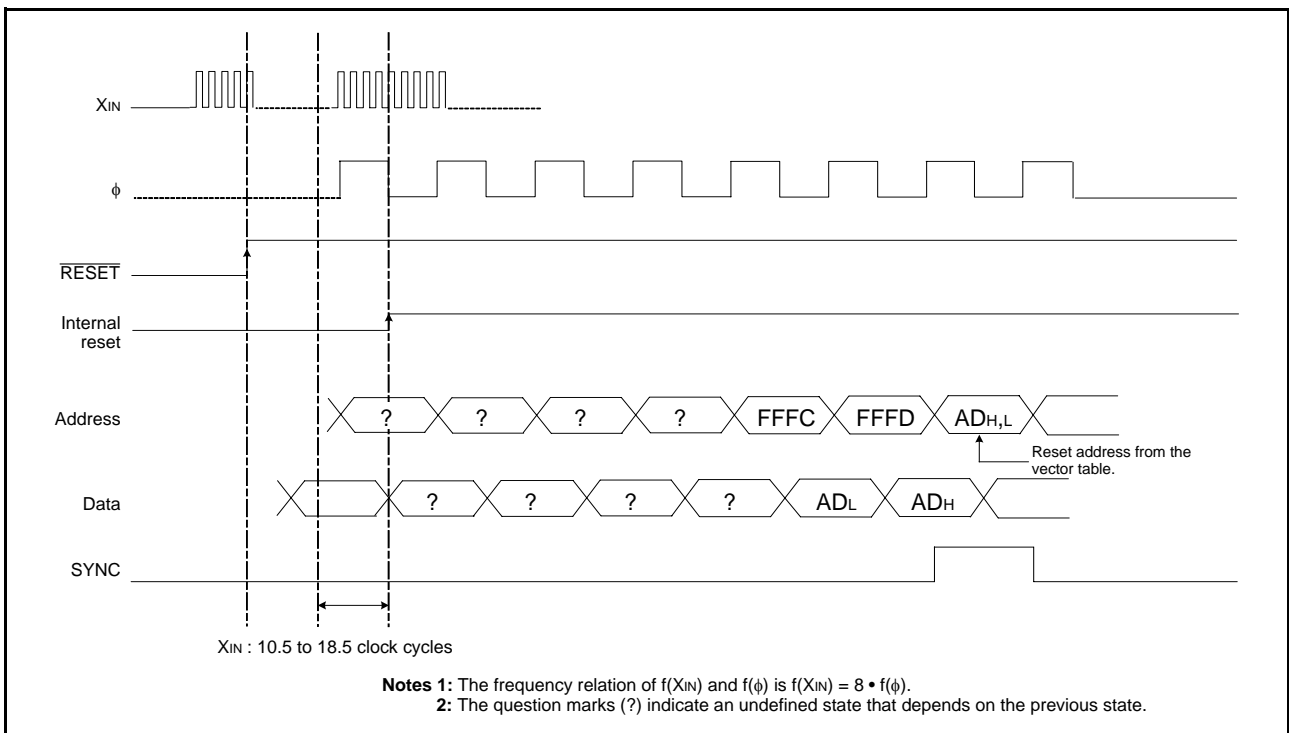 XIN
ϕ
RESET
Internal
reset
Address
? ? ? ? FFFC FFFD ADH,L
Reset address from the
vector table.
Data
? ? ? ? ADL ADH
SYNC
XIN : 10.5 to 18.5 clock cycles
Notes 1: The frequency relation of f(XIN) and f(ϕ) is f(XIN) = 8 • f(ϕ).
2: The question marks (?) indicate an undefined state that depends on the previous state.